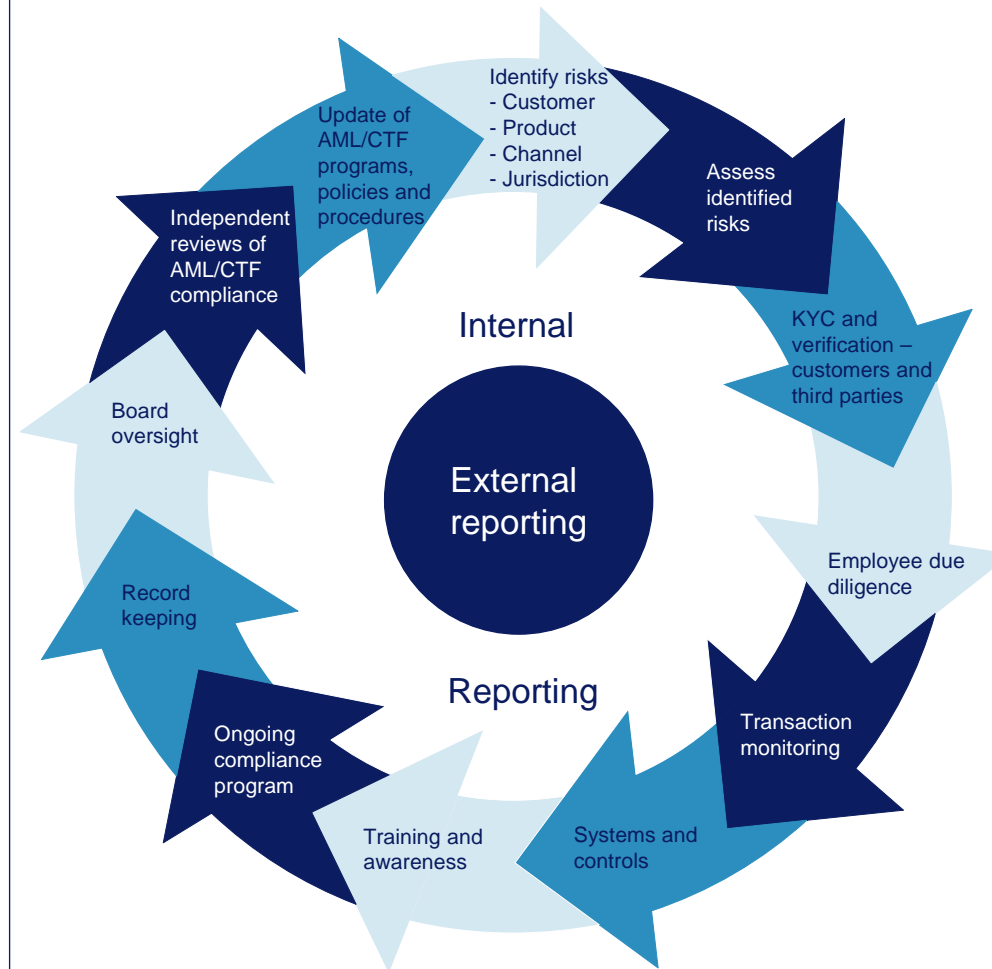 Identify risks
- Customer
- Product
- Channel
- Jurisdiction
Assess
identified
risks
KYC and
verification –
customers and
third parties
Employee due
diligence
Transaction
monitoring
Systems and
controls
Training and
awareness
Ongoing
compliance
program
Record
keeping
Board
oversight
Independent
reviews of
AML/CTF
compliance
Update of
AML/CTF
programs,
policies and
procedures
Internal
External
reporting
Reporting